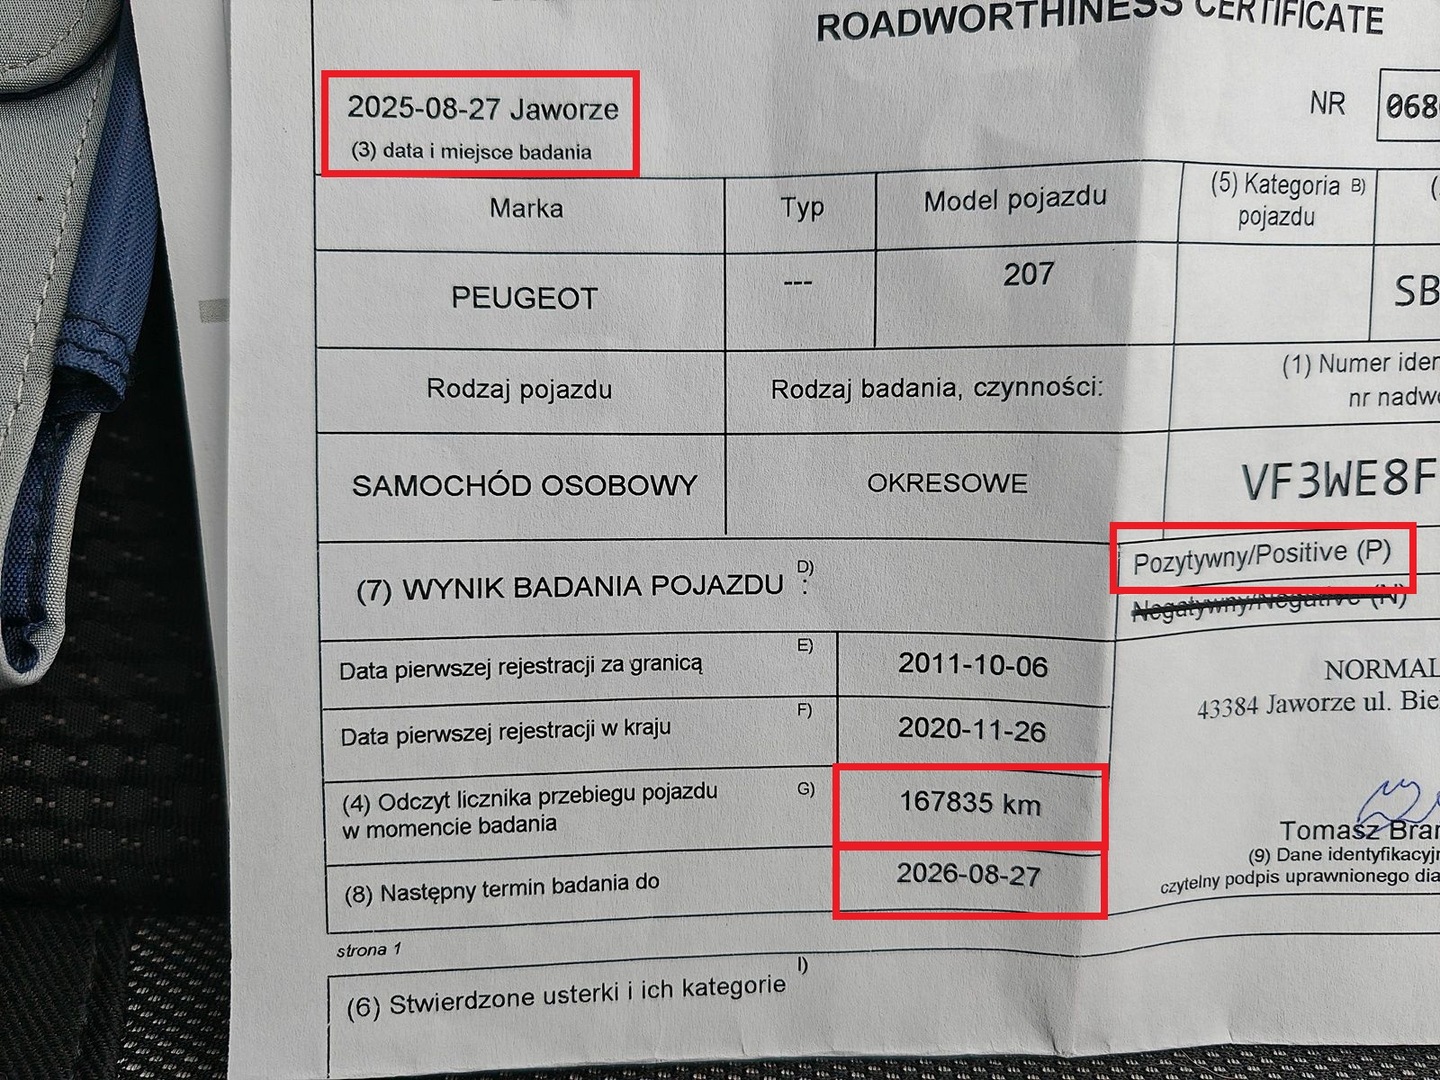 ROADWORTHINESS CERTIFICATE
2025-08-27 Jaworze
(3) data i miejsce badania
NR 068
Marka
Typ
Model pojazdu
(5) Kategoria B)
pojazdu
PEUGEOT
---
207
SB
Rodzaj pojazdu
Rodzaj badania, czynności:
(1) Numer iden
nr nadwo
SAMOCHÓD OSOBOWY
OKRESOWE
VF3WE8F
(7) WYNIK BADANIA POJAZDU D) :
Pozytywny/Positive (P)
Negatywny/Negative (N)
Data pierwszej rejestracji za granicą E)
2011-10-06
Data pierwszej rejestracji w kraju F)
2020-11-26
(4) Odczyt licznika przebiegu pojazdu G)
w momencie badania
167835 km
(8) Następny termin badania do
2026-08-27
NORMAL
43384 Jaworze ul. Bie
Tomasz Bran
(9) Dane identyfikacyjn
czytelny podpis uprawnionego dia
strona 1
(6) Stwierdzone usterki i ich kategorie I)